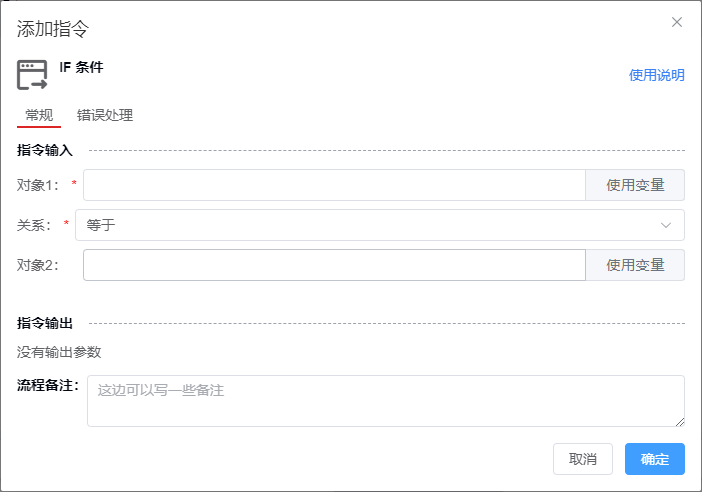 添加指令
IF 条件
使用说明
常规 错误处理
指令输入
对象1： * 使用变量
关系： * 等于
对象2： 使用变量
指令输出
没有输出参数
流程备注： 这边可以写一些备注
取消 确定